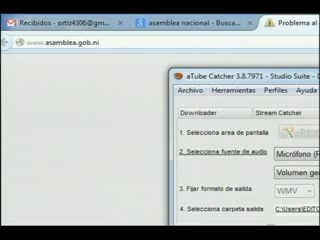 Recibidos - ortiz4306@gm... × asamblea nacional - Busca... × Problema al
www.asamblea.gob.ni
aTube Catcher 3.8.7971 - Studio Suite - D
Archivo Herramientas Perfiles Apariencia
Downloader Stream Catcher
1. Selecciona area de pantalla
2. Selecciona fuente de audio Micrófono (
Volumen ge
3. Fijar formato de salida WMV
4. Selecciona carpeta salida C:\Users\EDITO